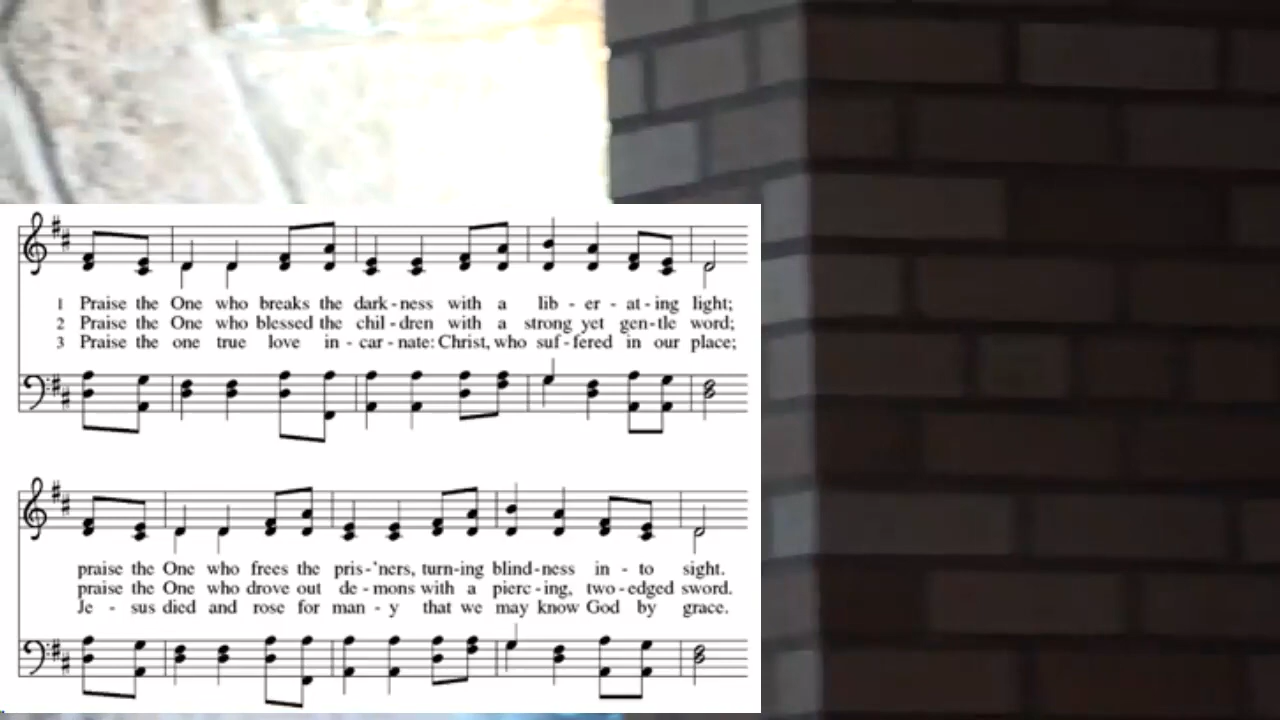 1 Praise the One who breaks the dark - ness with a lib - er - at - ing light;
2 Praise the One who blessed the chil - dren with a strong yet gen - tle word;
3 Praise the one true love in - car - nate: Christ, who suf - fered in our place;
praise the One who frees the pris - 'ners, turn - ing blind - ness in - to sight.
praise the One who drove out de - mons with a pierc - ing, two - edged sword.
Je - sus died and rose for man - y that we may know God by grace.